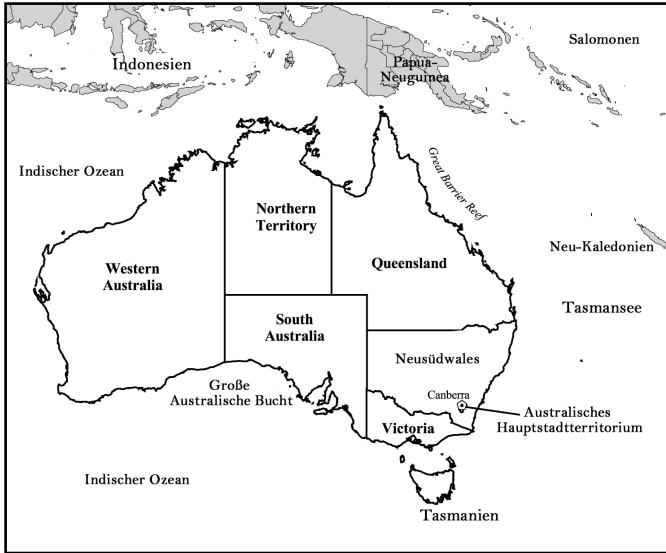 Salomonen
Indonesien
Papua-
Neuguinea
Indischer Ozean
Great Barrier Reef
Northern
Territory
Neu-Kaledonien
Western
Australia
Queensland
Tasmansee
South
Australia
Neusüdwales
Große
Australische Bucht
Canberra
Australisches
Hauptstadtterritorium
Victoria
Indischer Ozean
Tasmanien